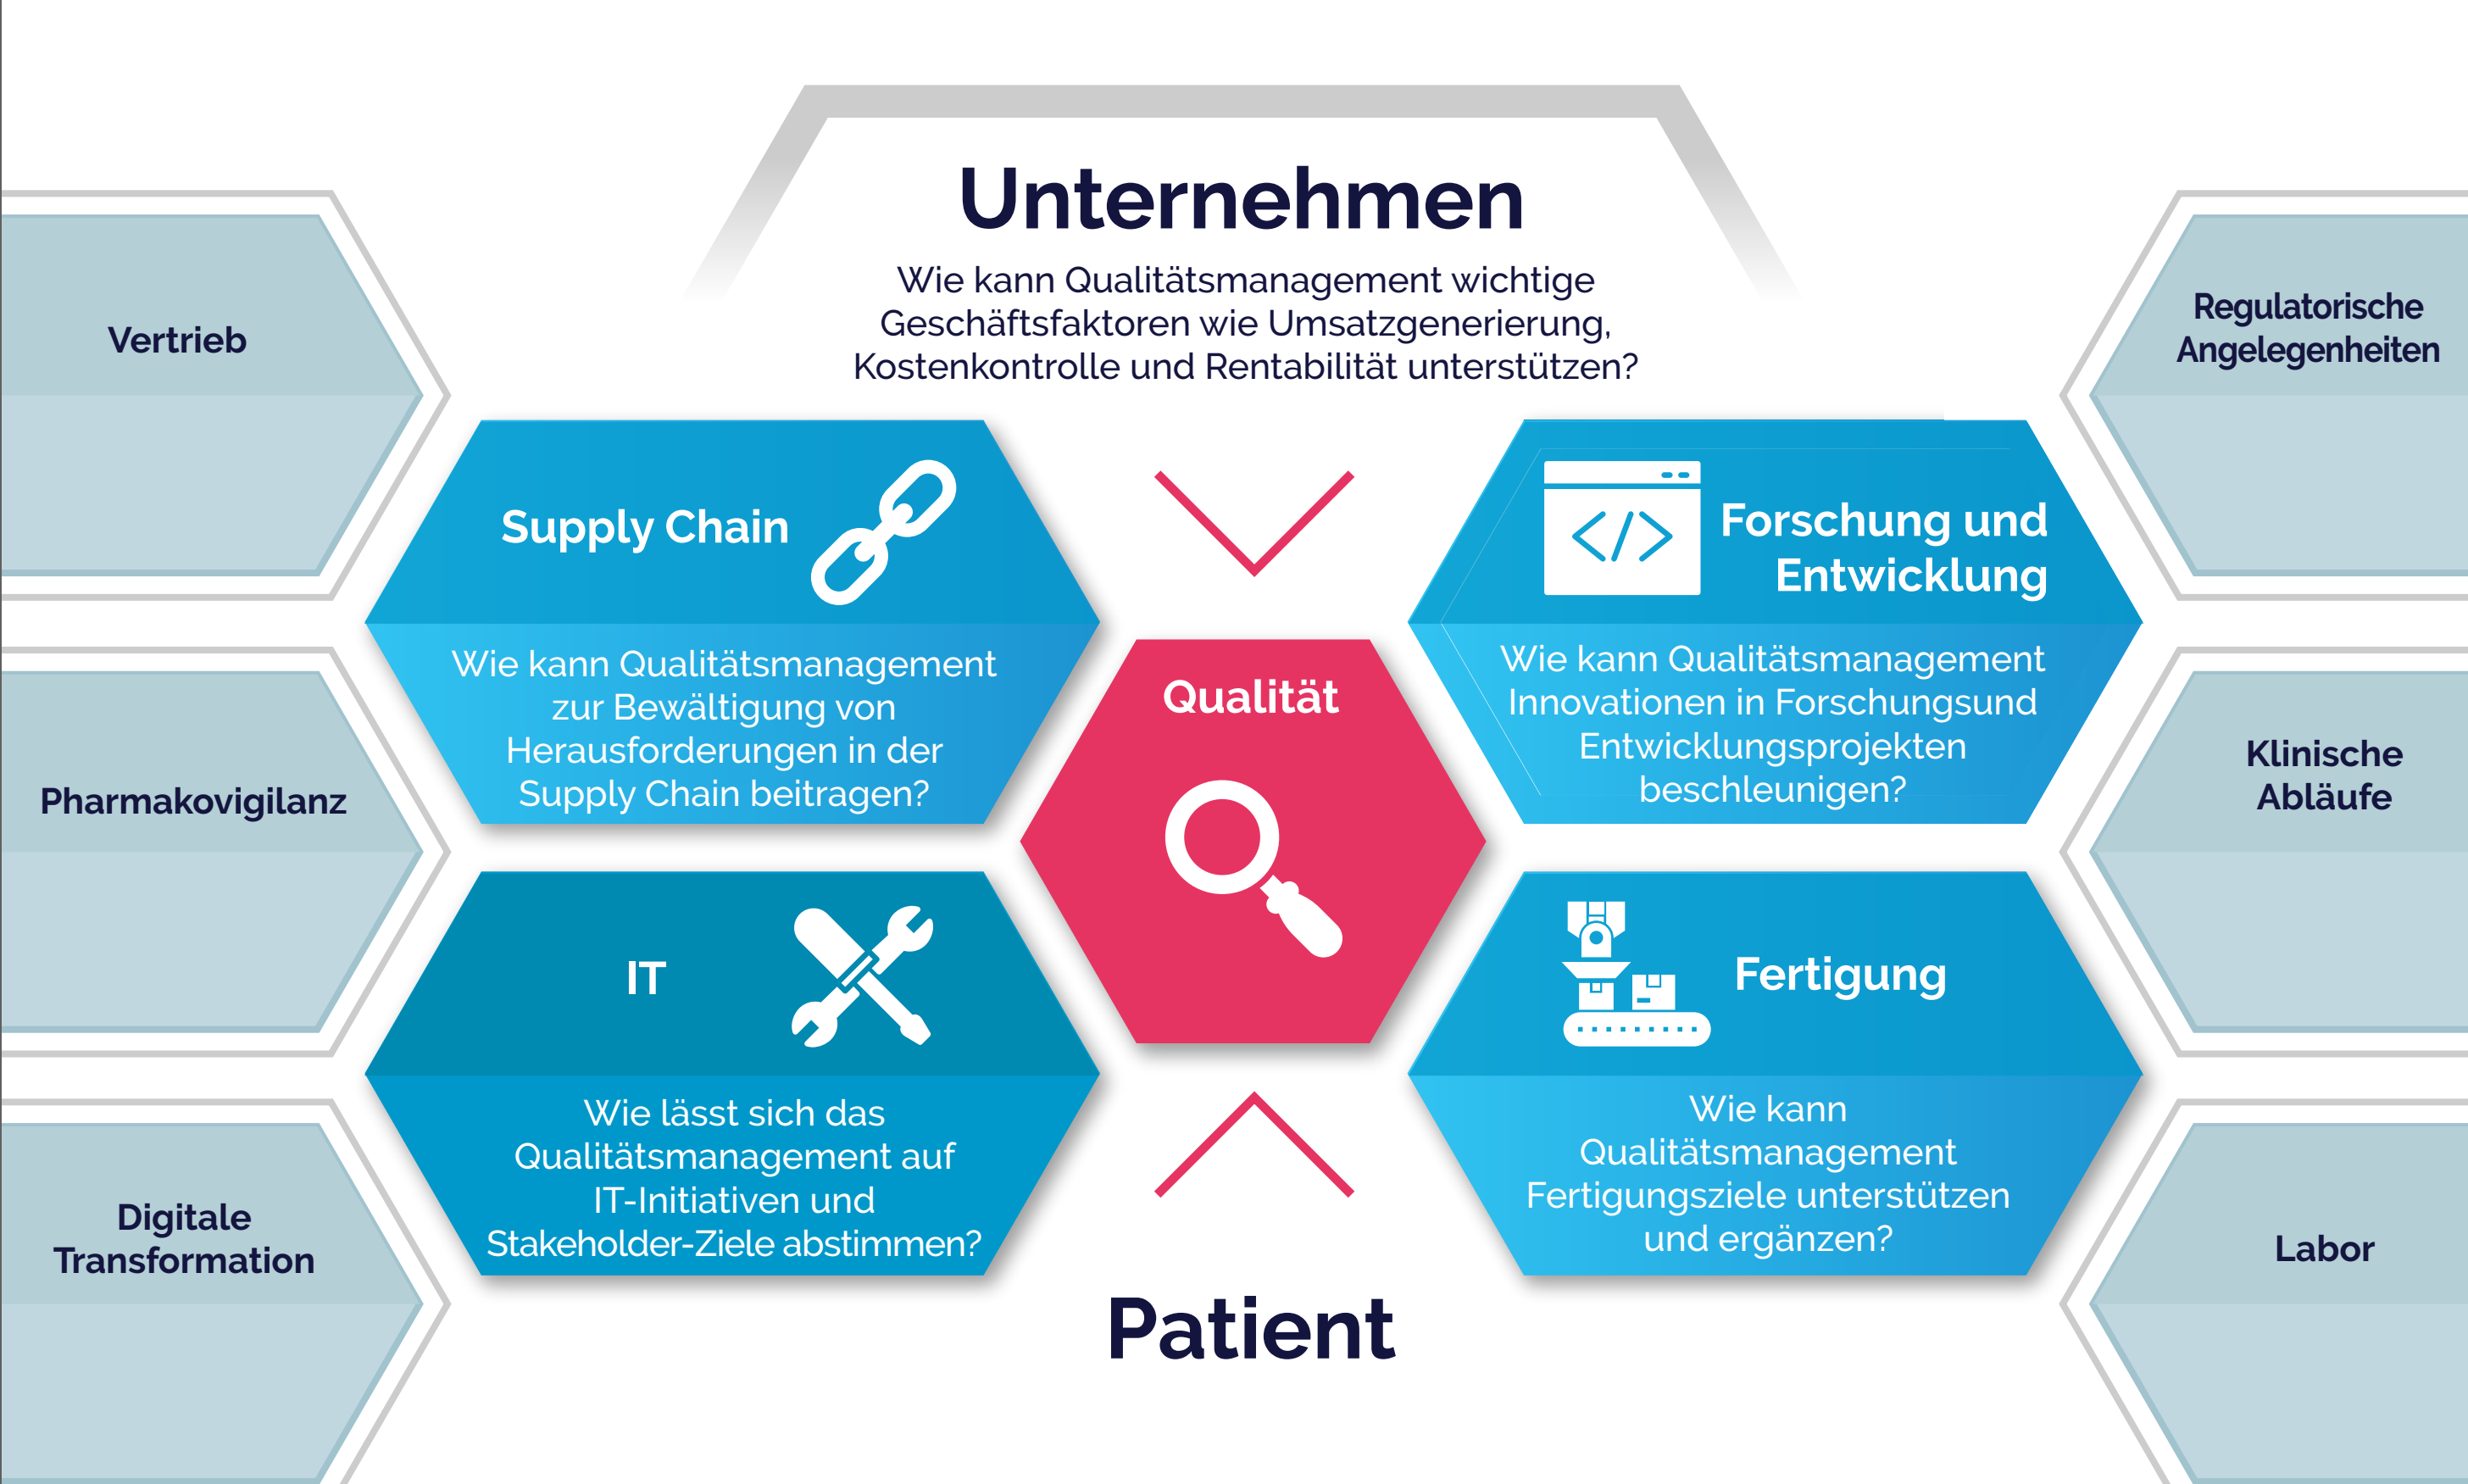 Unternehmen
Wie kann Qualitätsmanagement wichtige
Geschäftsfaktoren wie Umsatzgenerierung,
Kostenkontrolle und Rentabilität unterstützen?
Vertrieb
Pharmakovigilanz
Digitale
Transformation
Supply Chain
Wie kann Qualitätsmanagement
zur Bewältigung von
Herausforderungen in der
Supply Chain beitragen?
IT
Wie lässt sich das
Qualitätsmanagement auf
IT-Initiativen und
Stakeholder-Ziele abstimmen?
Qualität
Forschung und
Entwicklung
Wie kann Qualitätsmanagement
Innovationen in Forschungsund
Entwicklungsprojekten
beschleunigen?
Fertigung
Wie kann
Qualitätsmanagement
Fertigungsziele unterstützen
und ergänzen?
Regulatorische
Angelegenheiten
Klinische
Abläufe
Labor
Patient